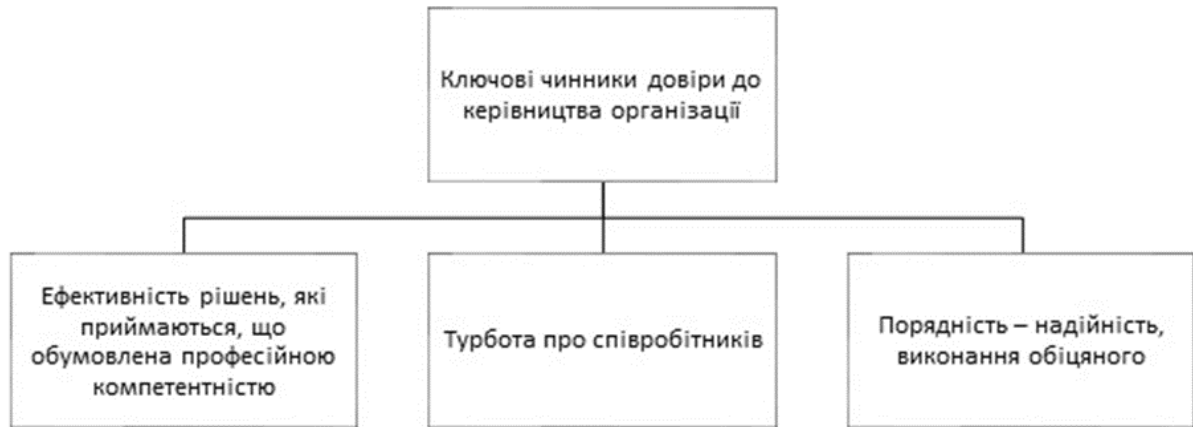 Ключові чинники довіри до
керівництва організації
Ефективність рішень, які
приймаються, що
обумовлена професійною
компетентністю
Турбота про співробітників
Порядність – надійність,
виконання обіцяного